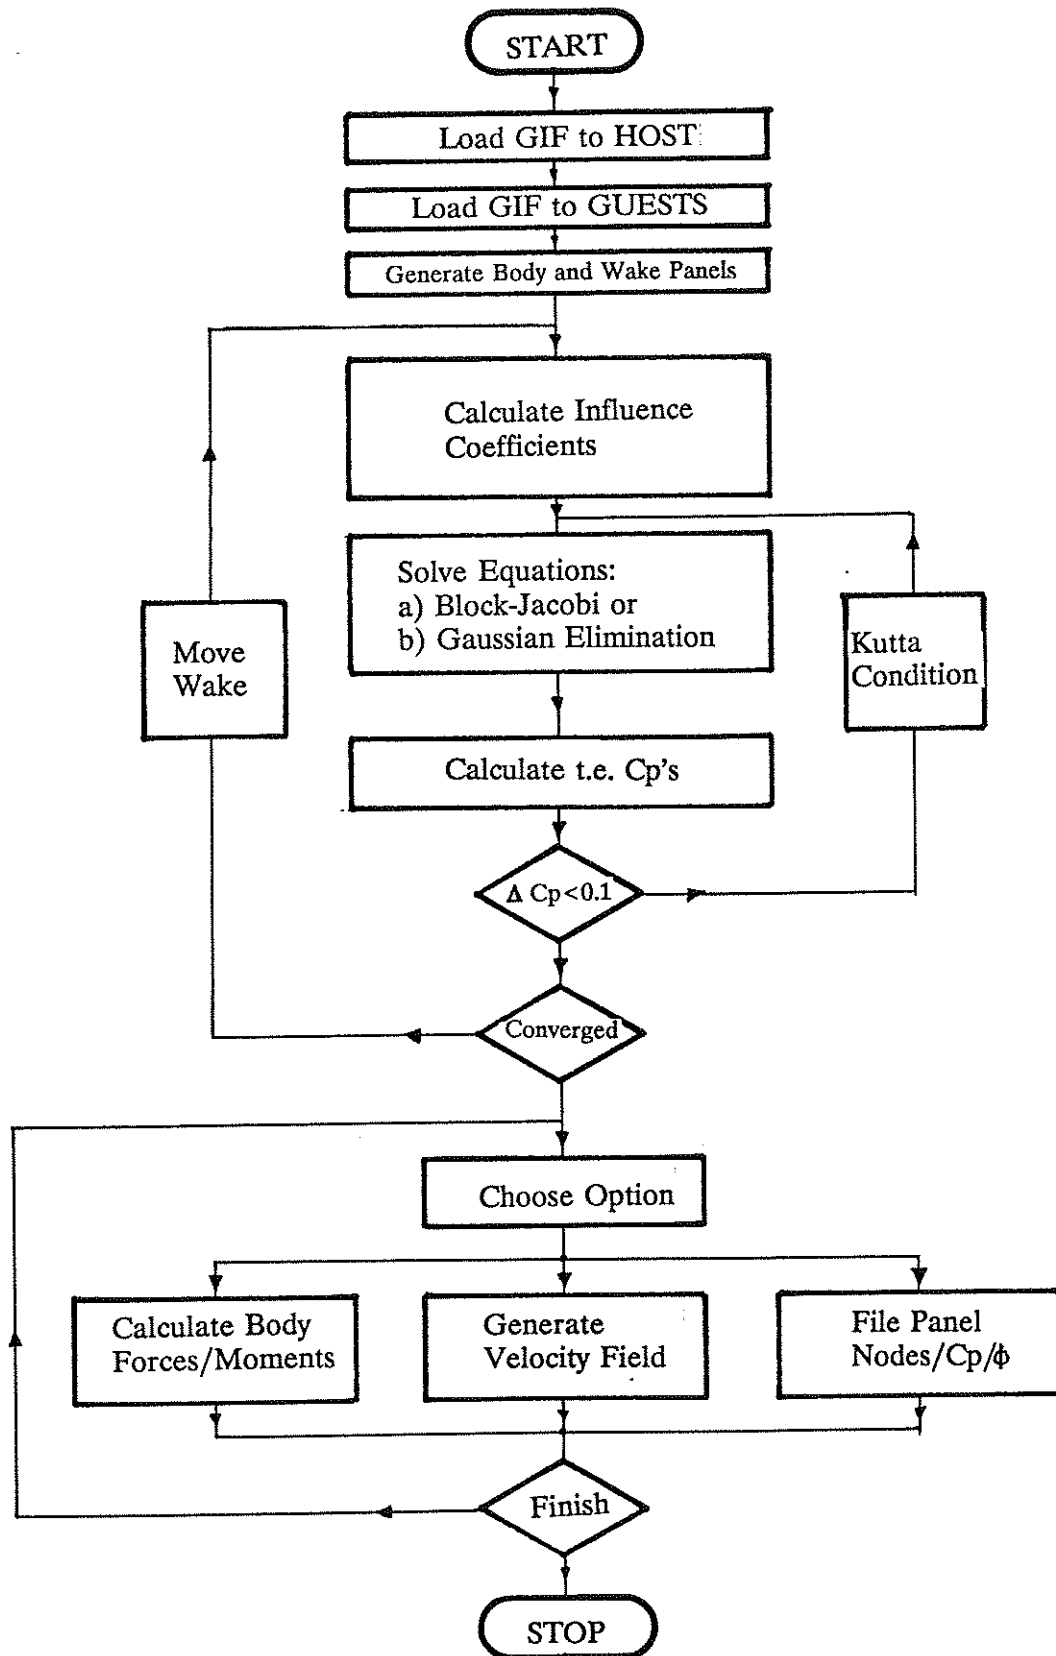 START
Load GIF to HOST
Load GIF to GUESTS
Generate Body and Wake Panels
Calculate Influence
Coefficients
Solve Equations:
a) Block-Jacobi or
b) Gaussian Elimination
Move
Wake
Kutta
Condition
Calculate t.e. Cp's
Δ Cp<0.1
Converged
Choose Option
Calculate Body
Forces/Moments
Generate
Velocity Field
File Panel
Nodes/Cp/ϕ
Finish
STOP